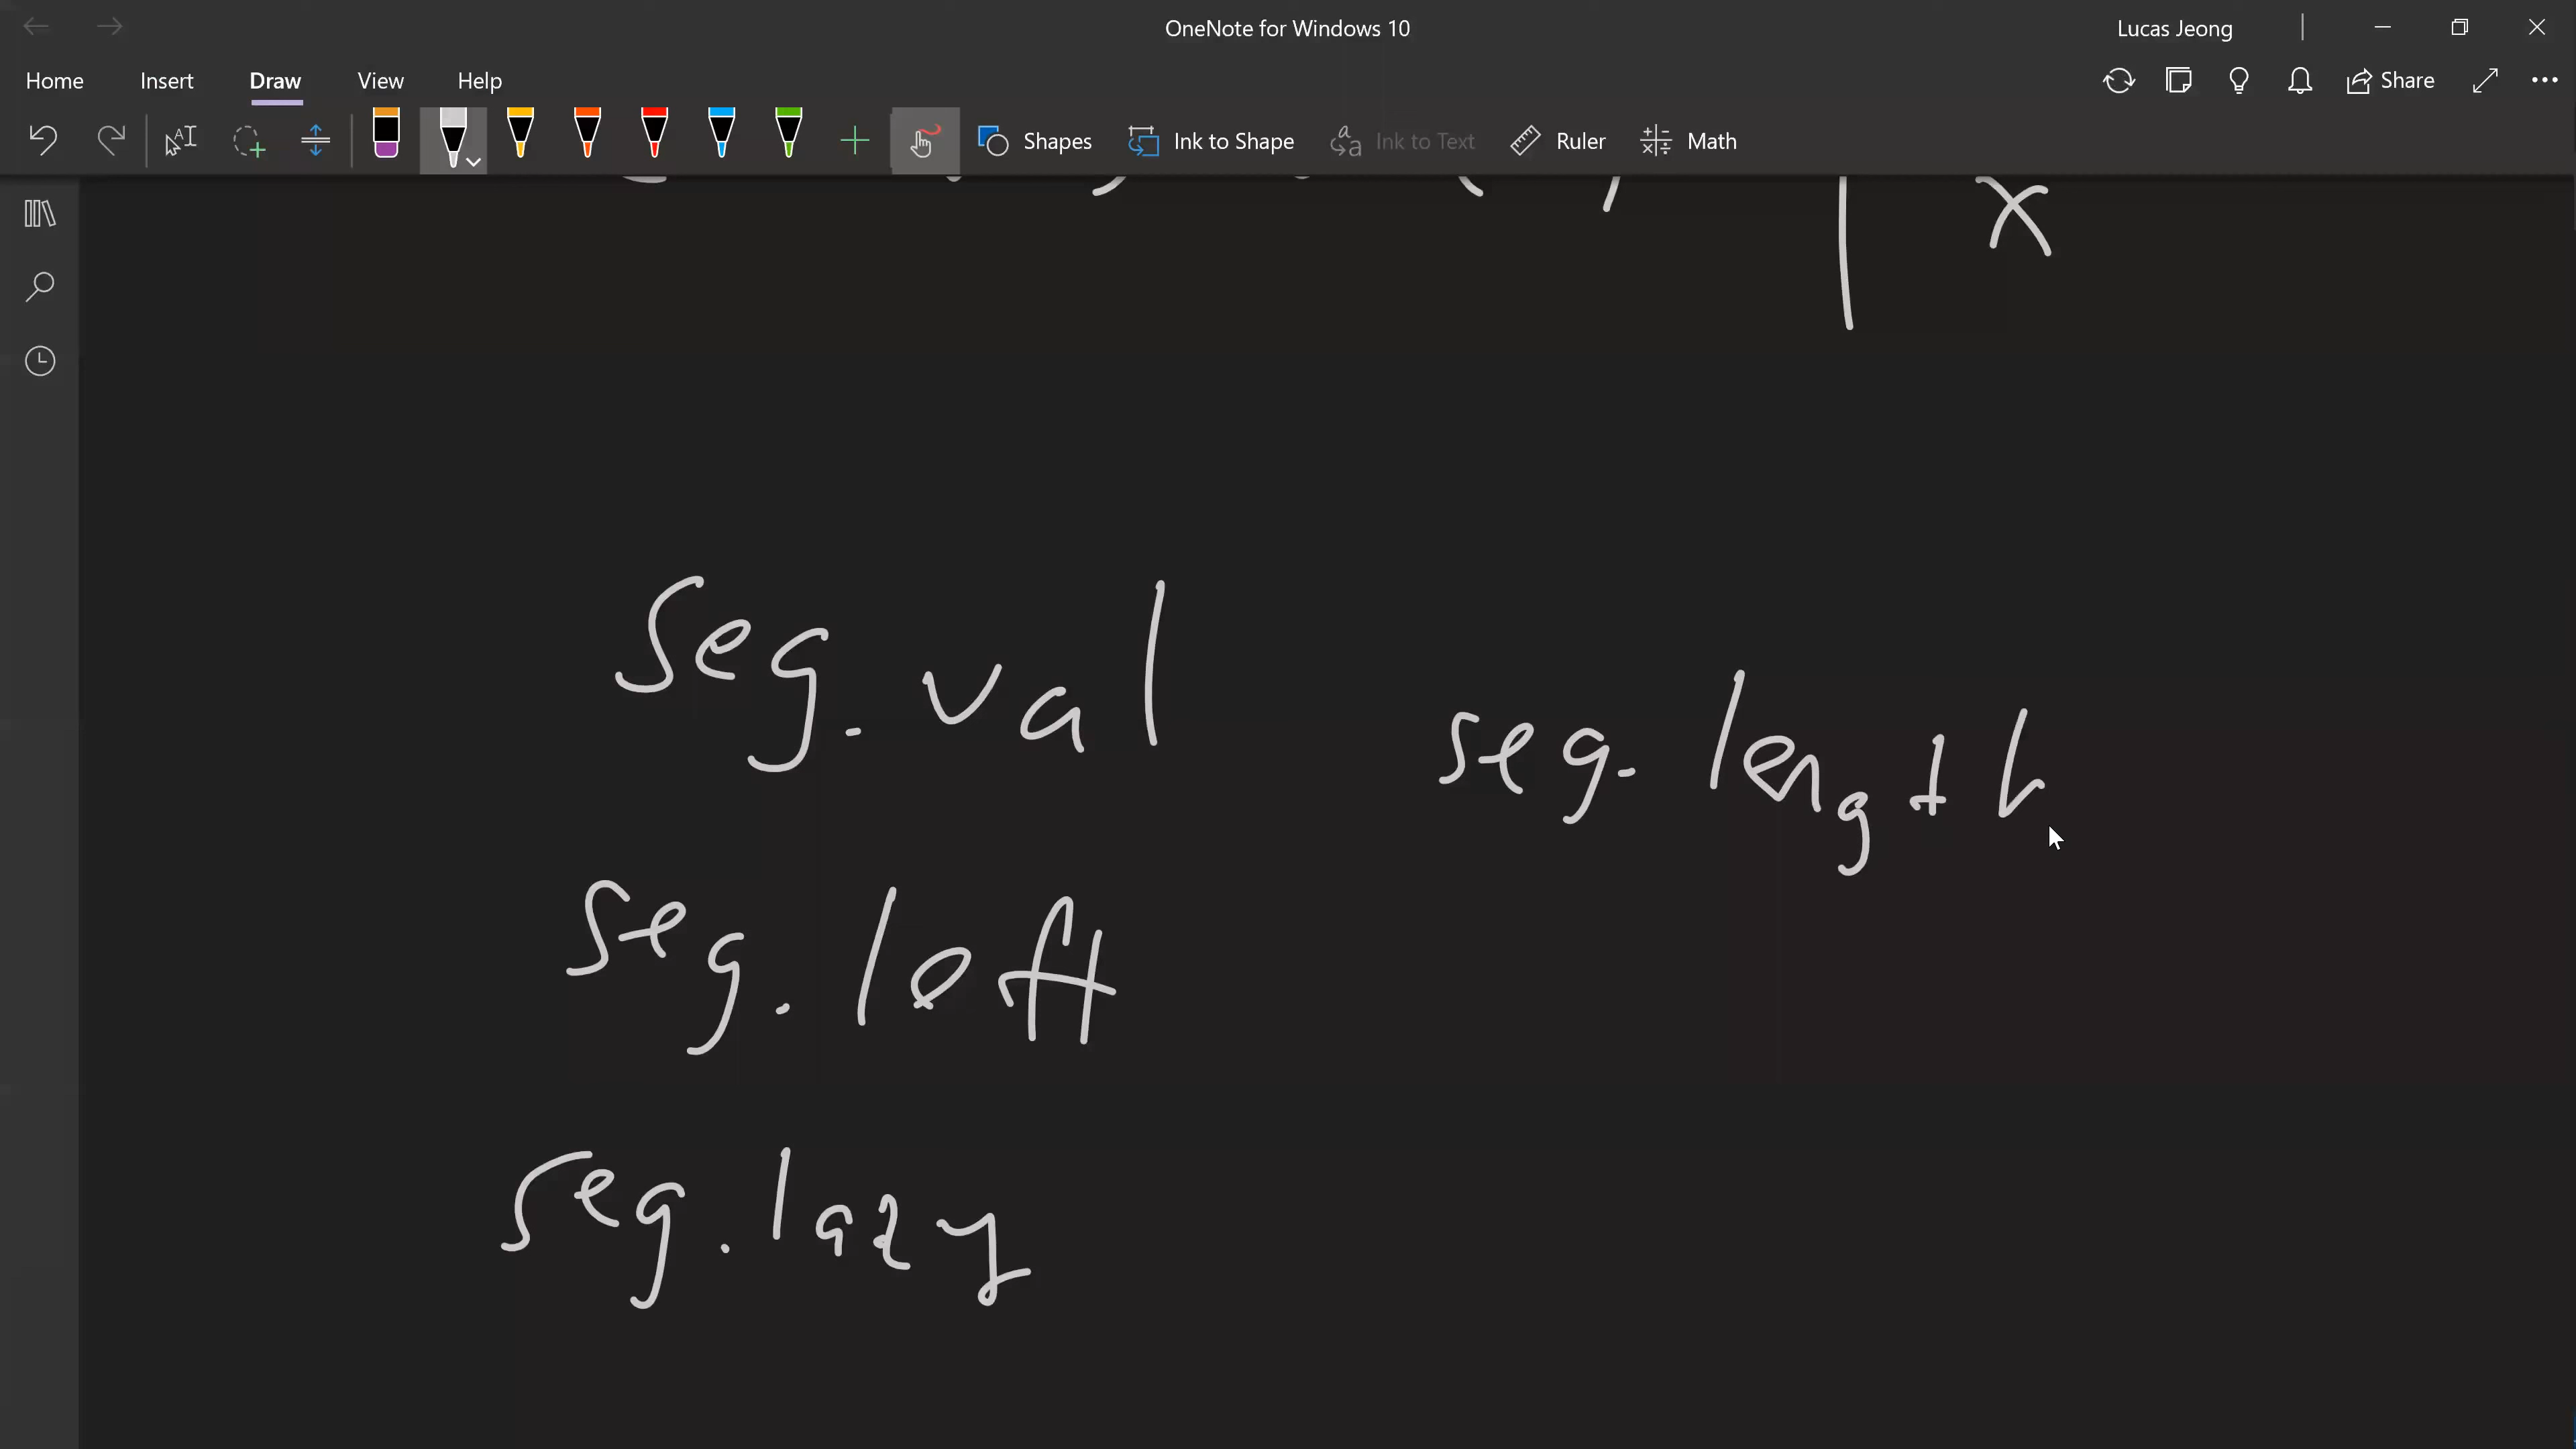 OneNote for Windows 10
Lucas Jeong
Home Insert Draw View Help
Share
Shapes Ink to Shape Ink to Text Ruler Math
x
seg.val
seg.length
seg.left
seg.lazy